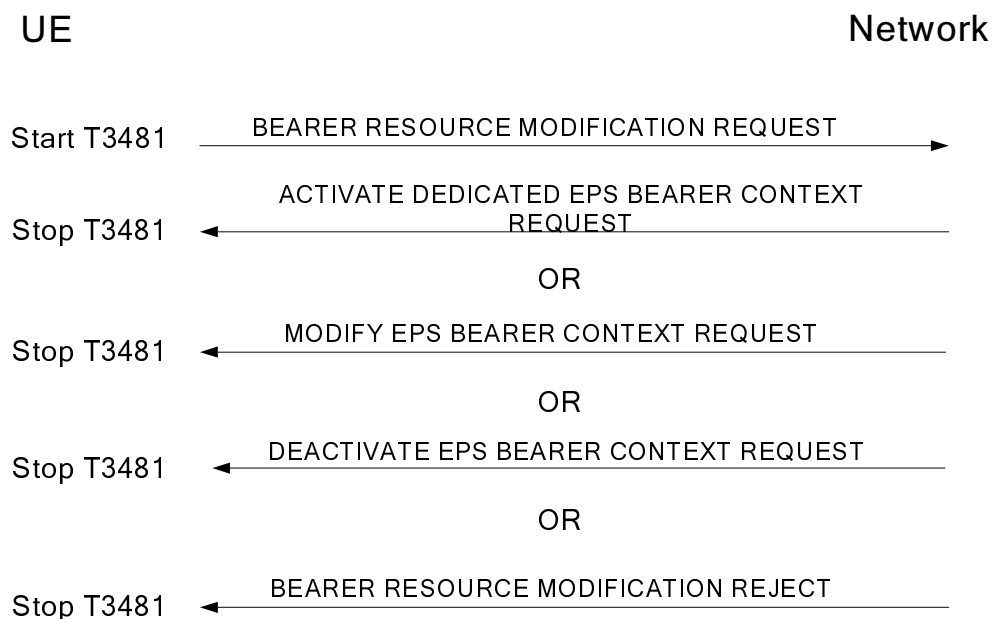 UE
Network
Start T3481
BEARER RESOURCE MODIFICATION REQUEST
ACTIVATE DEDICATED EPS BEARER CONTEXT
REQUEST
Stop T3481
OR
MODIFY EPS BEARER CONTEXT REQUEST
Stop T3481
OR
DEACTIVATE EPS BEARER CONTEXT REQUEST
Stop T3481
OR
BEARER RESOURCE MODIFICATION REJECT
Stop T3481